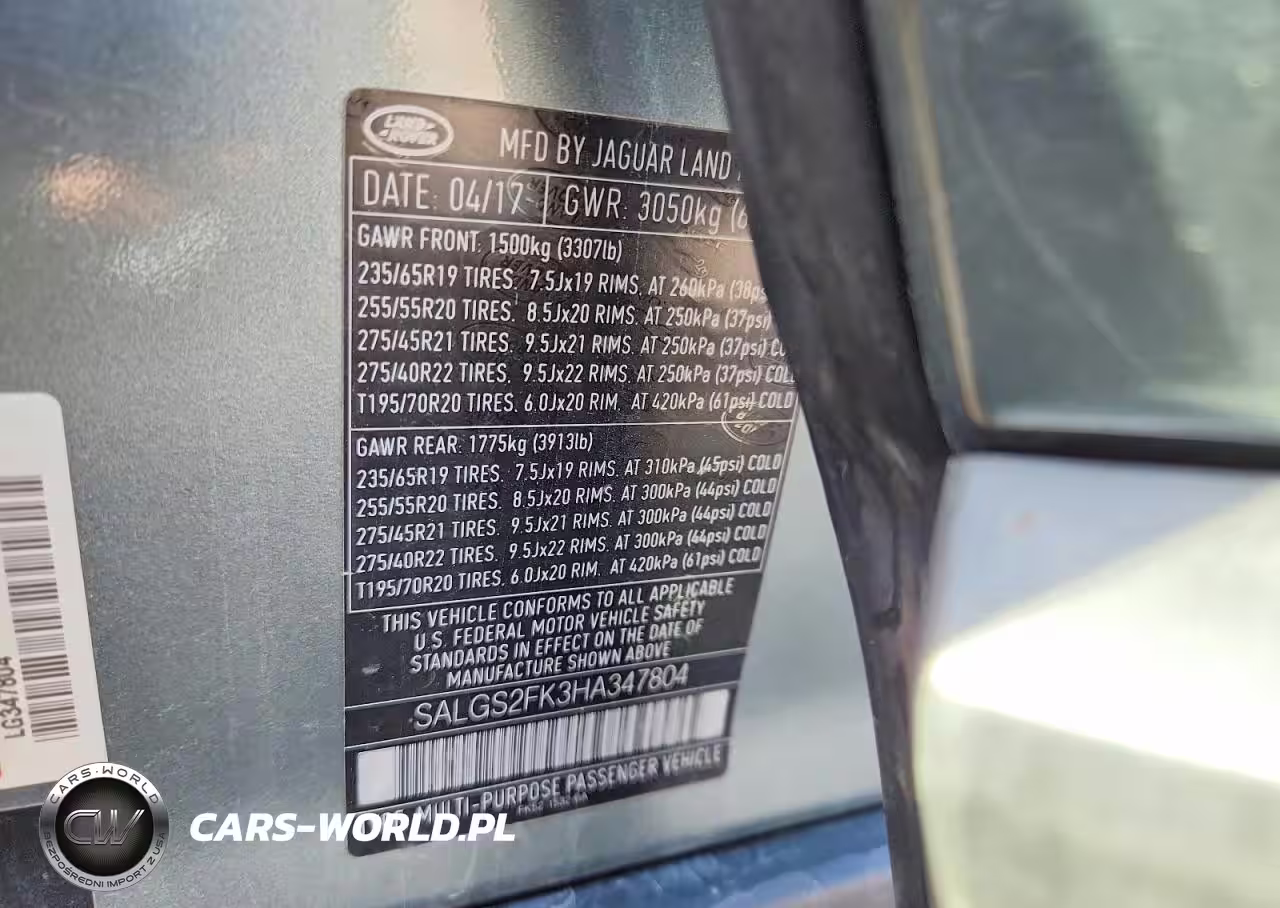 LAND
ROVER
MFD BY JAGUAR LAND
DATE: 04/17 GWR: 3050kg (6
GAWR FRONT: 1500kg (3307lb)
235/65R19 TIRES. 7.5Jx19 RIMS. AT 260kPa (38ps
255/55R20 TIRES. 8.5Jx20 RIMS. AT 250kPa (37psi)
275/45R21 TIRES. 9.5Jx21 RIMS. AT 250kPa (37psi) CO
275/40R22 TIRES. 9.5Jx22 RIMS. AT 250kPa (37psi) COL
T195/70R20 TIRES. 6.0Jx20 RIM. AT 420kPa (61psi) COLD
GAWR REAR: 1775kg (3913lb)
235/65R19 TIRES. 7.5Jx19 RIMS. AT 310kPa (45psi) COLD
255/55R20 TIRES. 8.5Jx20 RIMS. AT 300kPa (44psi) COLD
275/45R21 TIRES. 9.5Jx21 RIMS. AT 300kPa (44psi) COLD
275/40R22 TIRES. 9.5Jx22 RIMS. AT 300kPa (44psi) COLD
T195/70R20 TIRES. 6.0Jx20 RIM. AT 420kPa (61psi) COLD
THIS VEHICLE CONFORMS TO ALL APPLICABLE
U.S. FEDERAL MOTOR VEHICLE SAFETY
STANDARDS IN EFFECT ON THE DATE OF
MANUFACTURE SHOWN ABOVE
SALGS2FK3HA347804
MULTI-PURPOSE PASSENGER VEHICLE
LG347804
CARS-WORLD
CW
BEZPOŚREDNI IMPORT Z USA
CARS-WORLD.PL